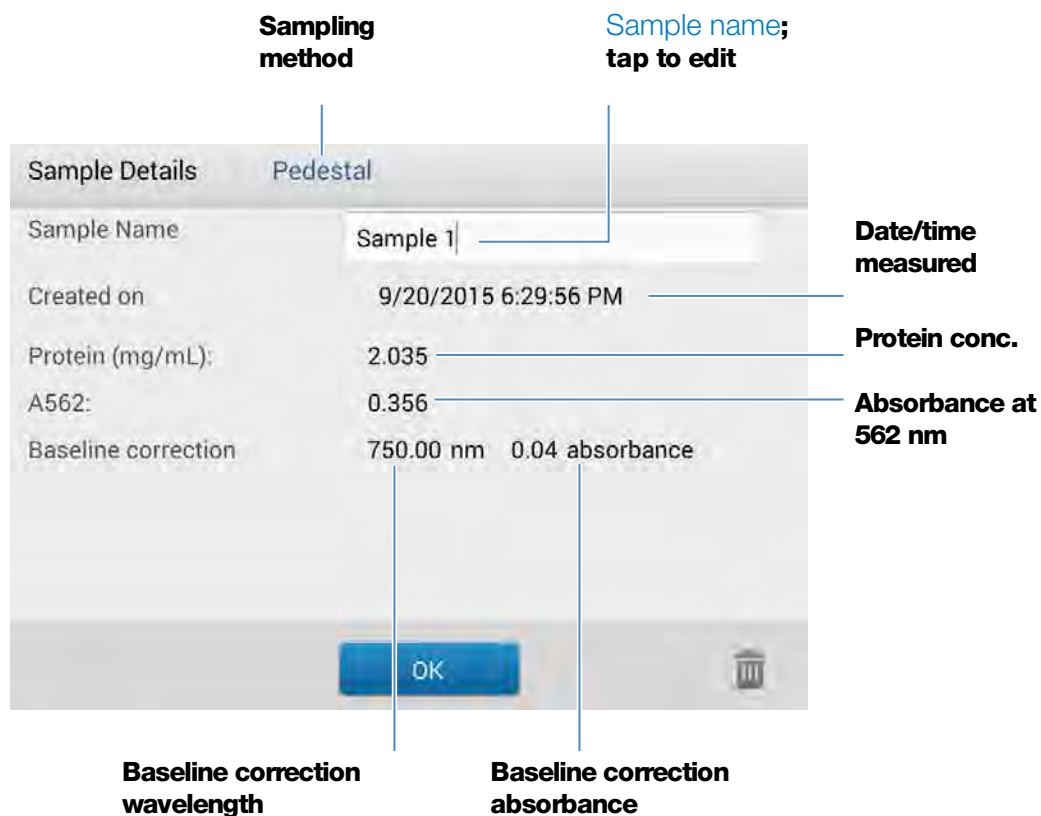 Sampling
method
Sample name;
tap to edit
Sample Details Pedestal
Sample Name Sample 1
Date/time
measured
Created on 9/20/2015 6:29:56 PM
Protein conc.
Protein (mg/mL): 2.035
A562: 0.356
Absorbance at
562 nm
Baseline correction 750.00 nm 0.04 absorbance
OK
Baseline correction
wavelength
Baseline correction
absorbance